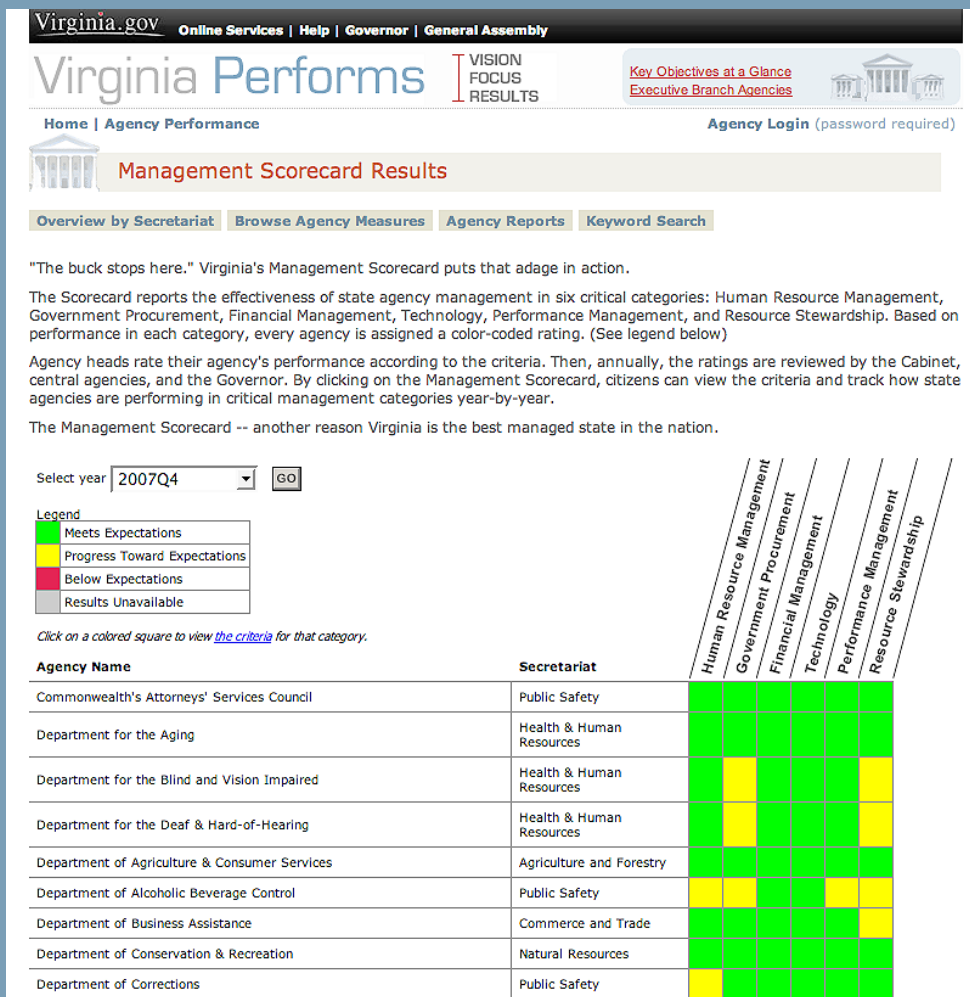 Virginia.gov Online Services | Help | Governor | General Assembly
Virginia Performs
VISION
FOCUS
RESULTS
Key Objectives at a Glance
Executive Branch Agencies
Home | Agency Performance
Agency Login (password required)
Management Scorecard Results
Overview by Secretariat Browse Agency Measures Agency Reports Keyword Search
"The buck stops here." Virginia's Management Scorecard puts that adage in action.
The Scorecard reports the effectiveness of state agency management in six critical categories: Human Resource Management,
Government Procurement, Financial Management, Technology, Performance Management, and Resource Stewardship. Based on
performance in each category, every agency is assigned a color-coded rating. (See legend below)
Agency heads rate their agency's performance according to the criteria. Then, annually, the ratings are reviewed by the Cabinet,
central agencies, and the Governor. By clicking on the Management Scorecard, citizens can view the criteria and track how state
agencies are performing in critical management categories year-by-year.
The Management Scorecard -- another reason Virginia is the best managed state in the nation.
Select year 2007Q4 GO
Legend
Meets Expectations
Progress Toward Expectations
Below Expectations
Results Unavailable
Click on a colored square to view the criteria for that category.
Human Resource Management
Government Procurement
Financial Management
Technology
Performance Management
Resource Stewardship
Agency Name Secretariat
Commonwealth's Attorneys' Services Council Public Safety
Department for the Aging Health & Human
Resources
Department for the Blind and Vision Impaired Health & Human
Resources
Department for the Deaf & Hard-of-Hearing Health & Human
Resources
Department of Agriculture & Consumer Services Agriculture and Forestry
Department of Alcoholic Beverage Control Public Safety
Department of Business Assistance Commerce and Trade
Department of Conservation & Recreation Natural Resources
Department of Corrections Public Safety